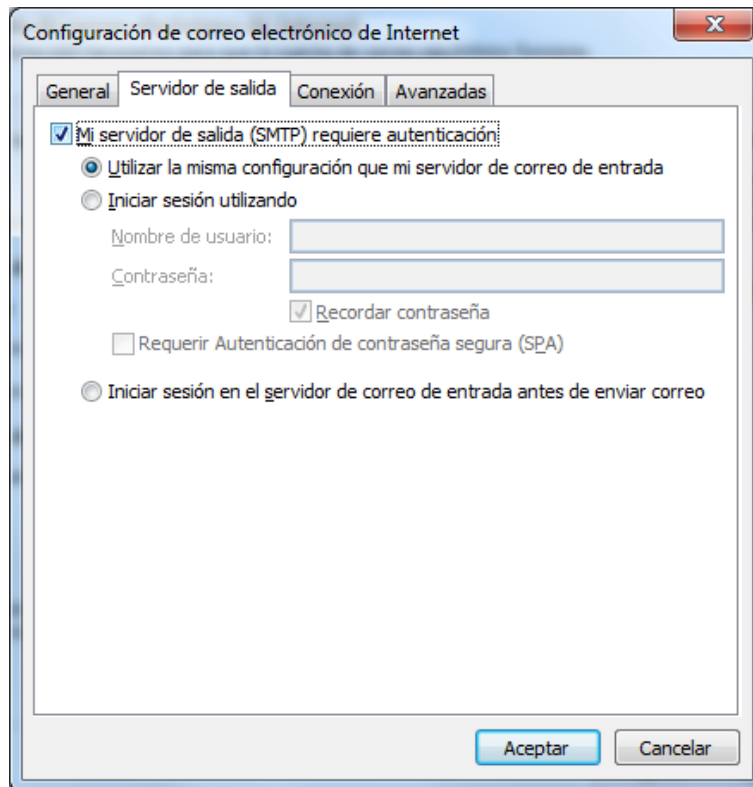 Configuración de correo electrónico de Internet
General Servidor de salida Conexión Avanzadas
Mi servidor de salida (SMTP) requiere autenticación
Utilizar la misma configuración que mi servidor de correo de entrada
Iniciar sesión utilizando
Nombre de usuario:
Contraseña:
Recordar contraseña
Requerir Autenticación de contraseña segura (SPA)
Iniciar sesión en el servidor de correo de entrada antes de enviar correo
Aceptar Cancelar